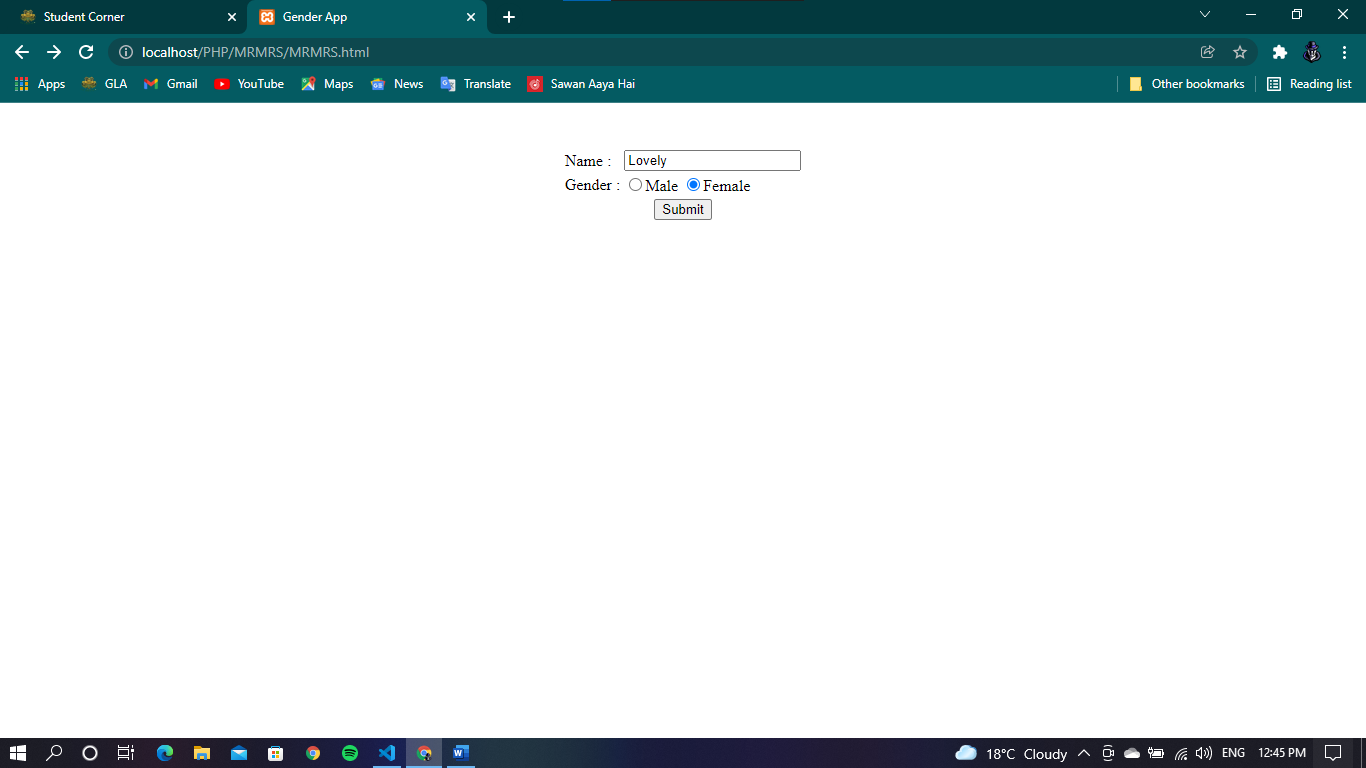 Student Corner
Gender App
localhost/PHP/MRMRS/MRMRS.html
Apps GLA Gmail YouTube Maps News Translate Sawan Aaya Hai Other bookmarks Reading list
Name : Lovely
Gender : Male Female
Submit
18°C Cloudy ENG 12:45 PM